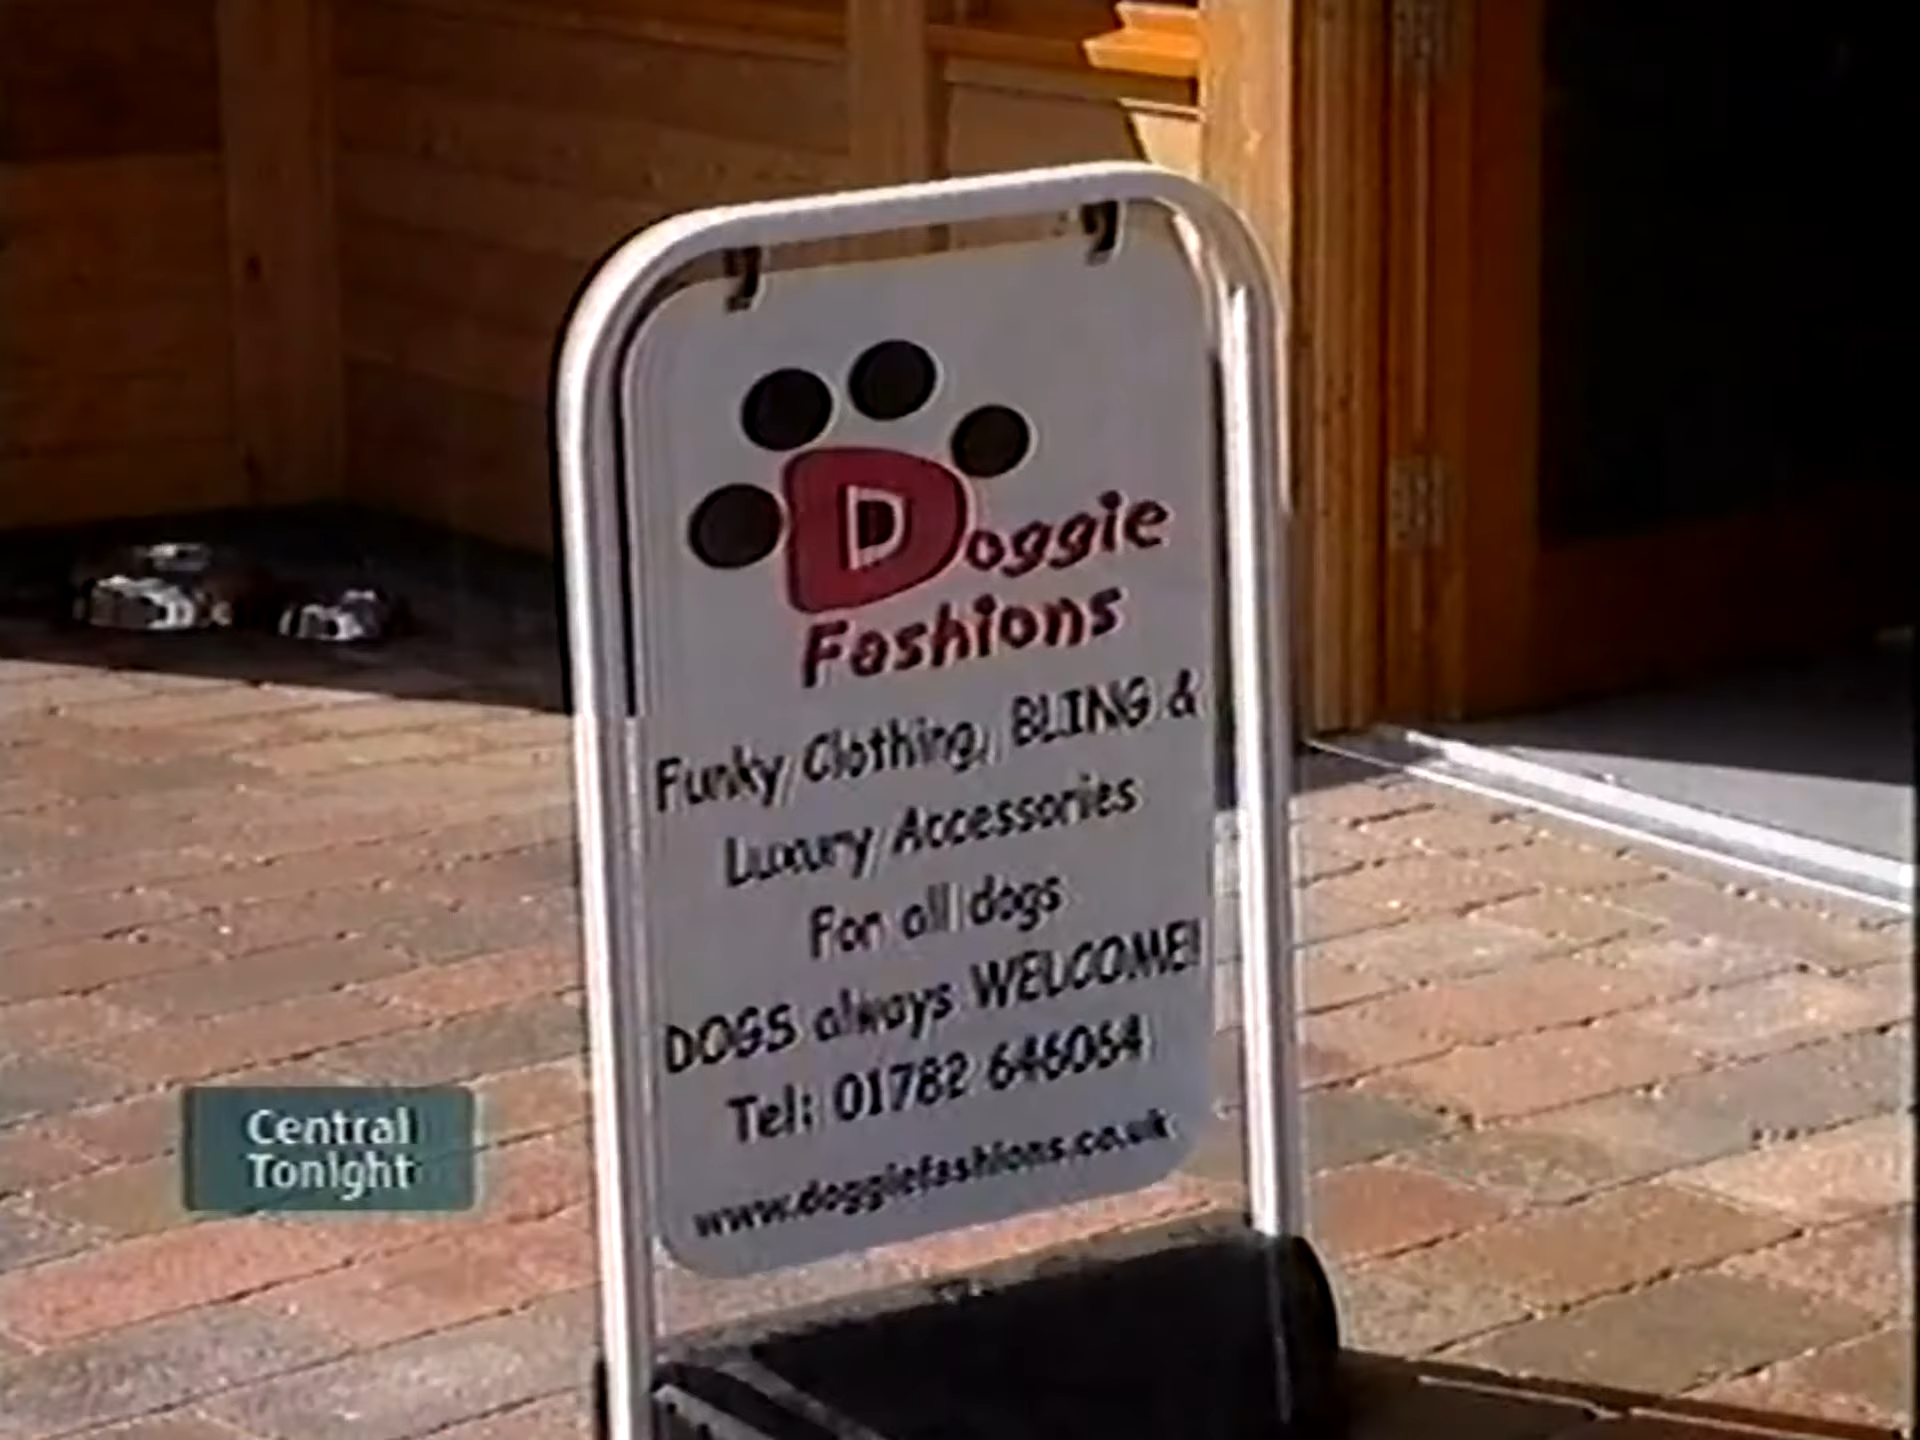 Doggie
Fashions
Funky Clothing, BLING &
Luxury Accessories
For all dogs
DOGS always WELCOME!
Tel: 01782 646064
www.doggiefashions.co.uk
Central
Tonight